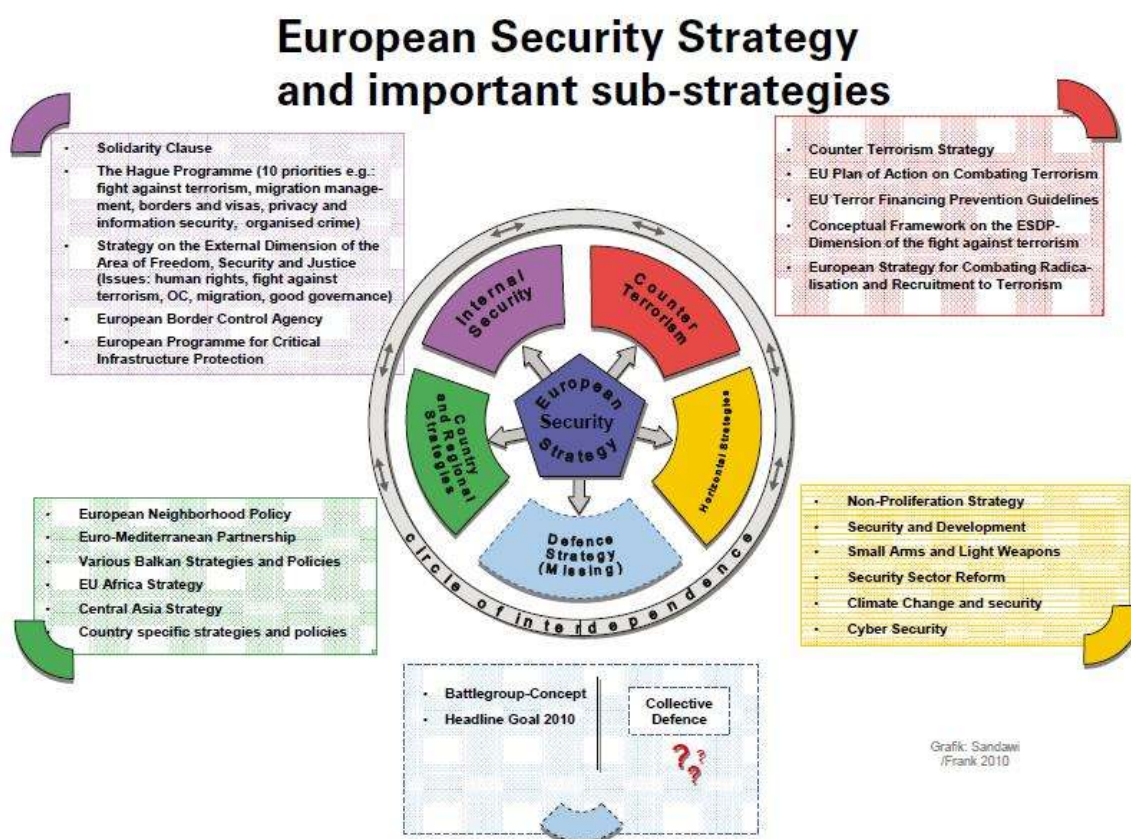 European Security Strategy
and important sub-strategies
• Solidarity Clause
• The Hague Programme (10 priorities e.g.:
fight against terrorism, migration manage-
ment, borders and visas, privacy and
information security, organised crime)
• Strategy on the External Dimension of the
Area of Freedom, Security and Justice
(Issues: human rights, fight against
terrorism, OC, migration, good governance)
• European Border Control Agency
• European Programme for Critical
Infrastructure Protection
• Counter Terrorism Strategy
• EU Plan of Action on Combating Terrorism
• EU Terror Financing Prevention Guidelines
• Conceptual Framework on the ESDP-
Dimension of the fight against terrorism
• European Strategy for Combating Radica-
lisation and Recruitment to Terrorism
Internal
Security
Counter
Terrorism
European
Security
Strategy
Country
and Regional
Strategies
Horizontal Strategies
Defence
Strategy
(Missing)
circle of interdependence
• European Neighborhood Policy
• Euro-Mediterranean Partnership
• Various Balkan Strategies and Policies
• EU Africa Strategy
• Central Asia Strategy
• Country specific strategies and policies
• Non-Proliferation Strategy
• Security and Development
• Small Arms and Light Weapons
• Security Sector Reform
• Climate Change and security
• Cyber Security
• Battlegroup-Concept
• Headline Goal 2010
Collective
Defence
???
Grafik: Sandawi
/Frank 2010